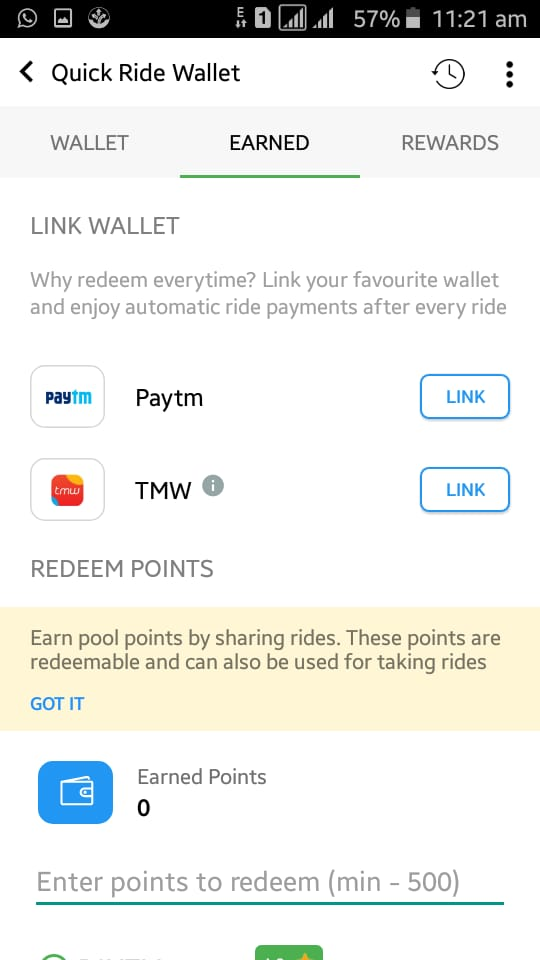 57% 11:21 am
Quick Ride Wallet
WALLET EARNED REWARDS
LINK WALLET
Why redeem everytime? Link your favourite wallet
and enjoy automatic ride payments after every ride
paytm Paytm LINK
tmw TMW i LINK
REDEEM POINTS
Earn pool points by sharing rides. These points are
redeemable and can also be used for taking rides
GOT IT
Earned Points
0
Enter points to redeem (min - 500)